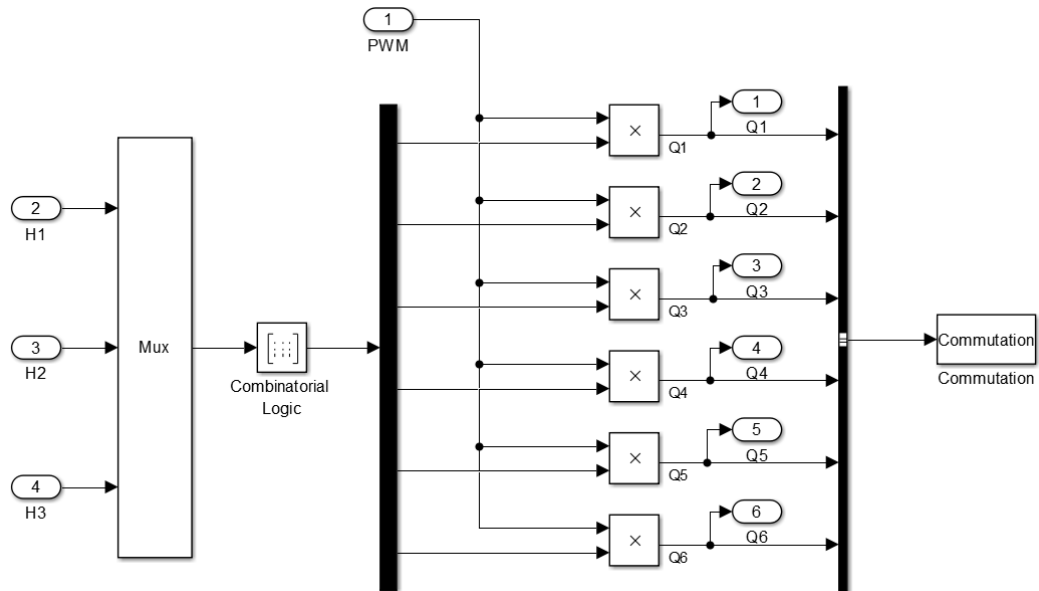 1
PWM
2
H1
3
H2
4
H3
Mux
Combinatorial
Logic
×
Q1
1
Q1
×
Q2
2
Q2
×
Q3
3
Q3
×
Q4
4
Q4
×
Q5
5
Q5
×
Q6
6
Q6
Commutation
Commutation